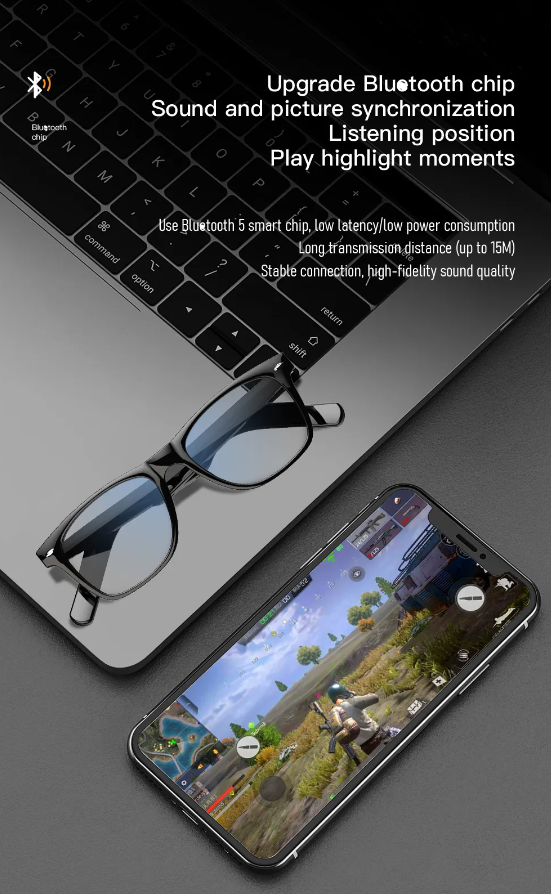 Upgrade Bluetooth chip
Sound and picture synchronization
Listening position
Play highlight moments
Bluetooth
chip
Use Bluetooth 5 smart chip, low latency/low power consumption
Long transmission distance (up to 15M)
Stable connection, high-fidelity sound quality
G
Y
B
H
U
N
J
I
M
K
O
<
,
L
P
command
option
?
/
return
shift